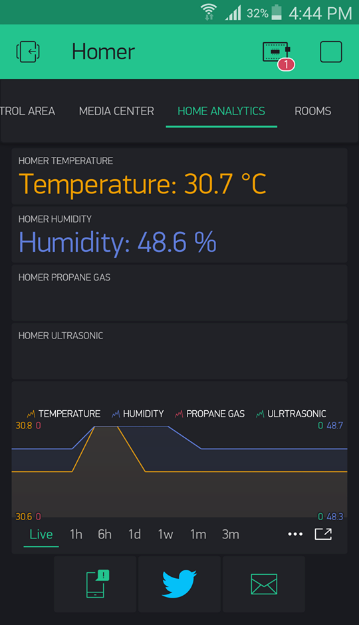 32% 4:44 PM
Homer
1
TROL AREA MEDIA CENTER HOME ANALYTICS ROOMS
HOMER TEMPERATURE
Temperature: 30.7 °C
HOMER HUMIDITY
Humidity: 48.6 %
HOMER PROPANE GAS
HOMER ULTRASONIC
TEMPERATURE HUMIDITY PROPANE GAS ULRTRASONIC
30.8 0 0 48.7
30.6 0 0 48.3
Live 1h 6h 1d 1w 1m 3m